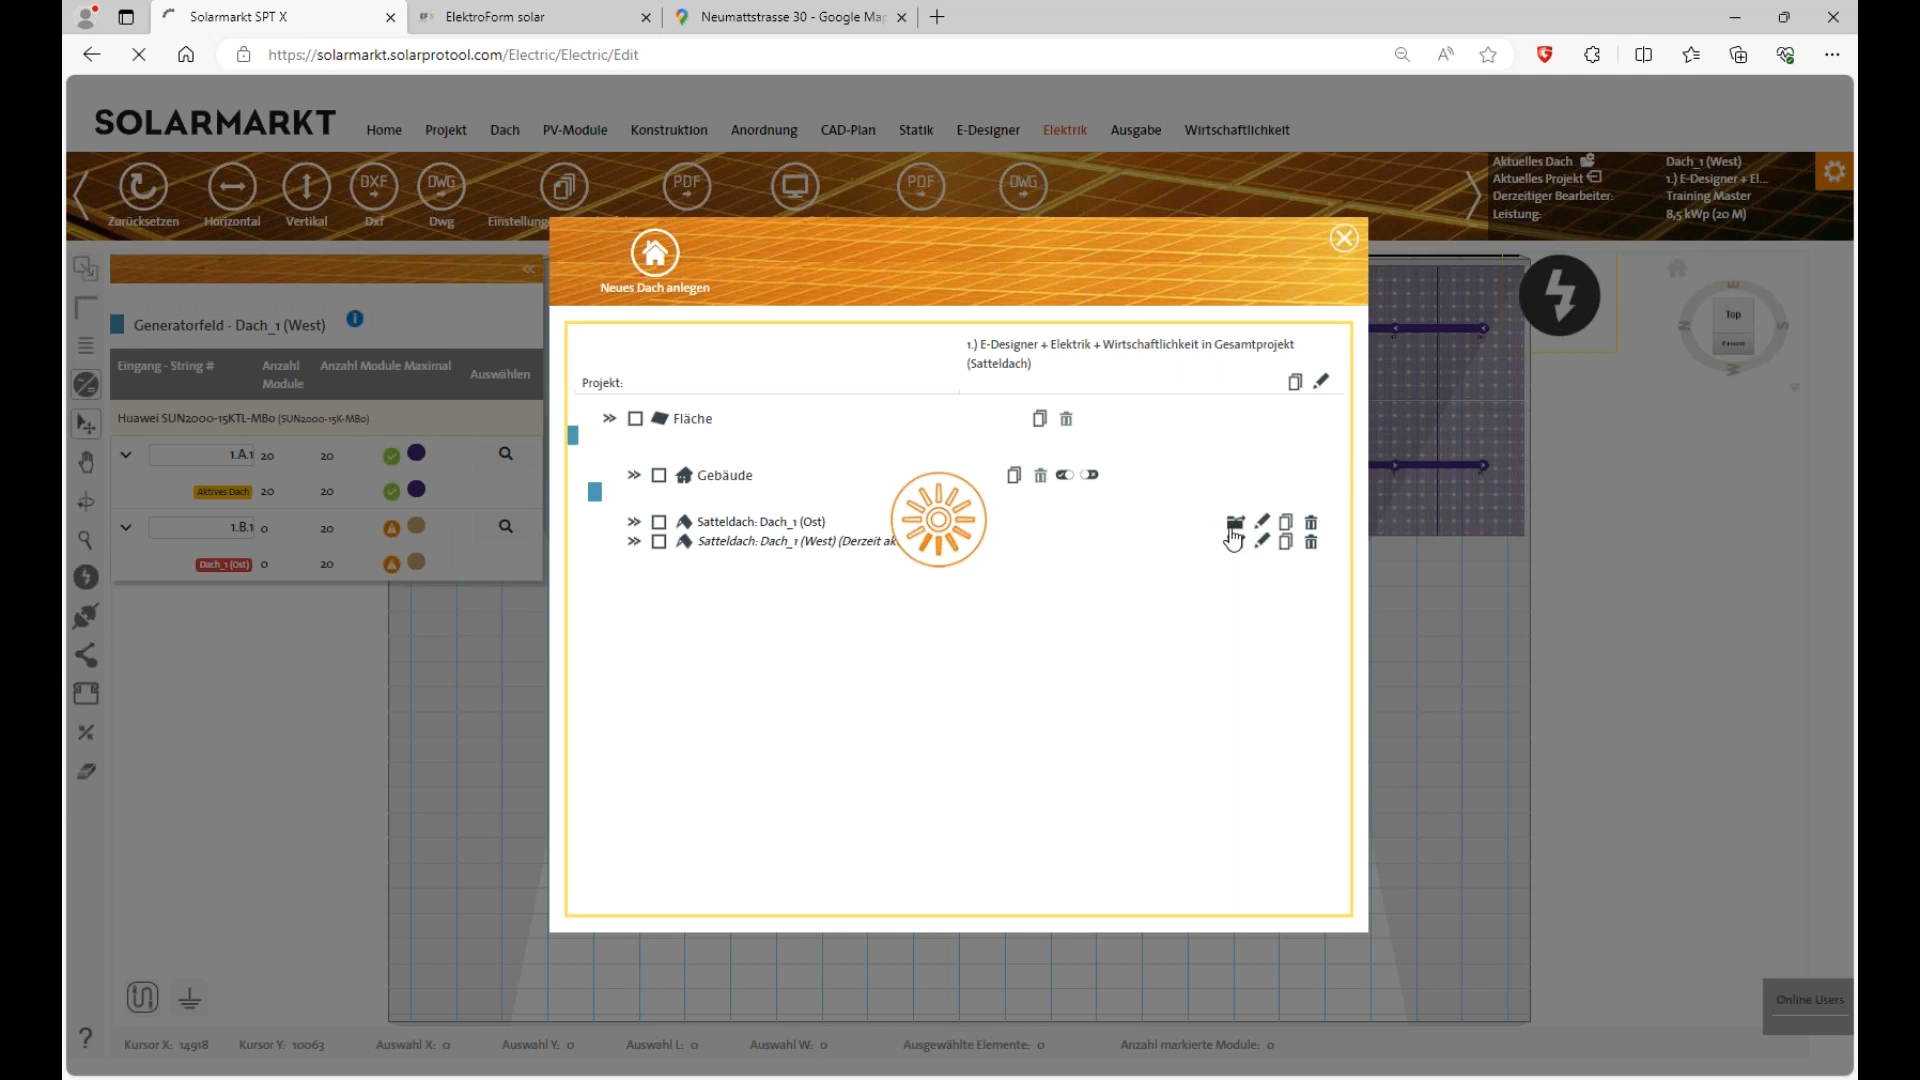 Solarmarkt SPT X
ElektroForm solar
Neumattstrasse 30 - Google Ma
https://solarmarkt.solarprotool.com/Electric/Electric/Edit
SOLARMARKT
Home Projekt Dach PV-Module Konstruktion Anordnung CAD-Plan Statik E-Designer Elektrik Ausgabe Wirtschaftlichkeit
DXF DWG PDF PDF DWG
Zurücksetzen Horizontal Vertikal Dxf Dwg Einstellung
Aktuelles Dach Dach_1 (West)
Aktuelles Projekt 1.) E-Designer + El...
Derzeitiger Bearbeiter: Training Master
Leistung: 8,5 kWp (20 M)
Neues Dach anlegen
Generatorfeld - Dach_1 (West)
Eingang - String # Anzahl Module Anzahl Module Maximal Auswählen
Huawei SUN2000-15KTL-MB0 (SUN2000-15K-MB0)
1.A.1 20 20
Aktives Dach 20 20
1.B.1 0 20
Dach_1 (Ost) 0 20
1.) E-Designer + Elektrik + Wirtschaftlichkeit in Gesamtprojekt
(Satteldach)
Projekt:
Fläche
Gebäude
Satteldach: Dach_1 (Ost)
Satteldach: Dach_1 (West) (Derzeit ak
E
N Top S
Front
W
Online Users
Kursor X: 14918 Kursor Y: 10063 Auswahl X: 0 Auswahl Y: 0 Auswahl L: 0 Auswahl W: 0 Ausgewählte Elemente: 0 Anzahl markierte Module: 0